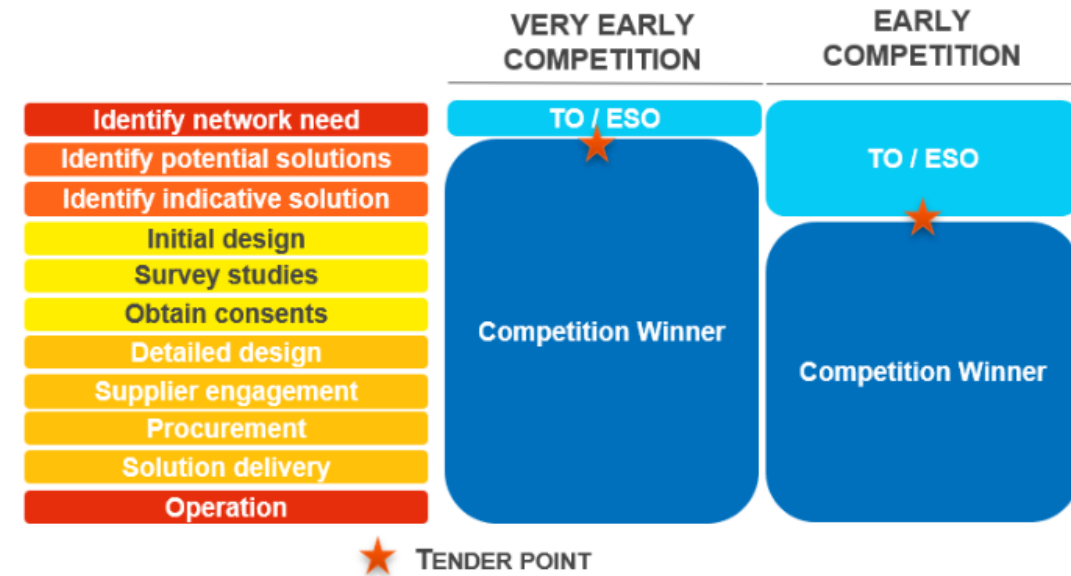 VERY EARLY
COMPETITION
EARLY
COMPETITION
Identify network need
Identify potential solutions
Identify indicative solution
Initial design
Survey studies
Obtain consents
Detailed design
Supplier engagement
Procurement
Solution delivery
Operation
TO / ESO
Competition Winner
TO / ESO
Competition Winner
TENDER POINT